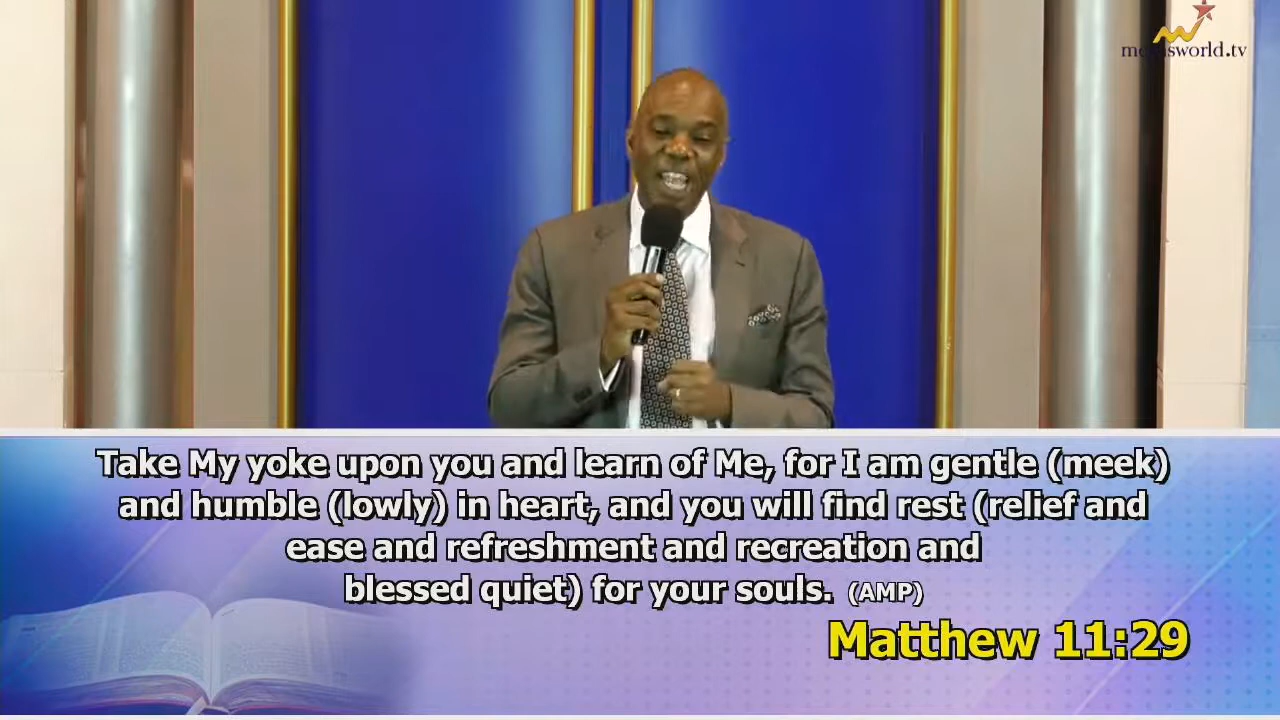 Take My yoke upon you and learn of Me, for I am gentle (meek)
and humble (lowly) in heart, and you will find rest (relief and
ease and refreshment and recreation and
blessed quiet) for your souls. (AMP)
Matthew 11:29